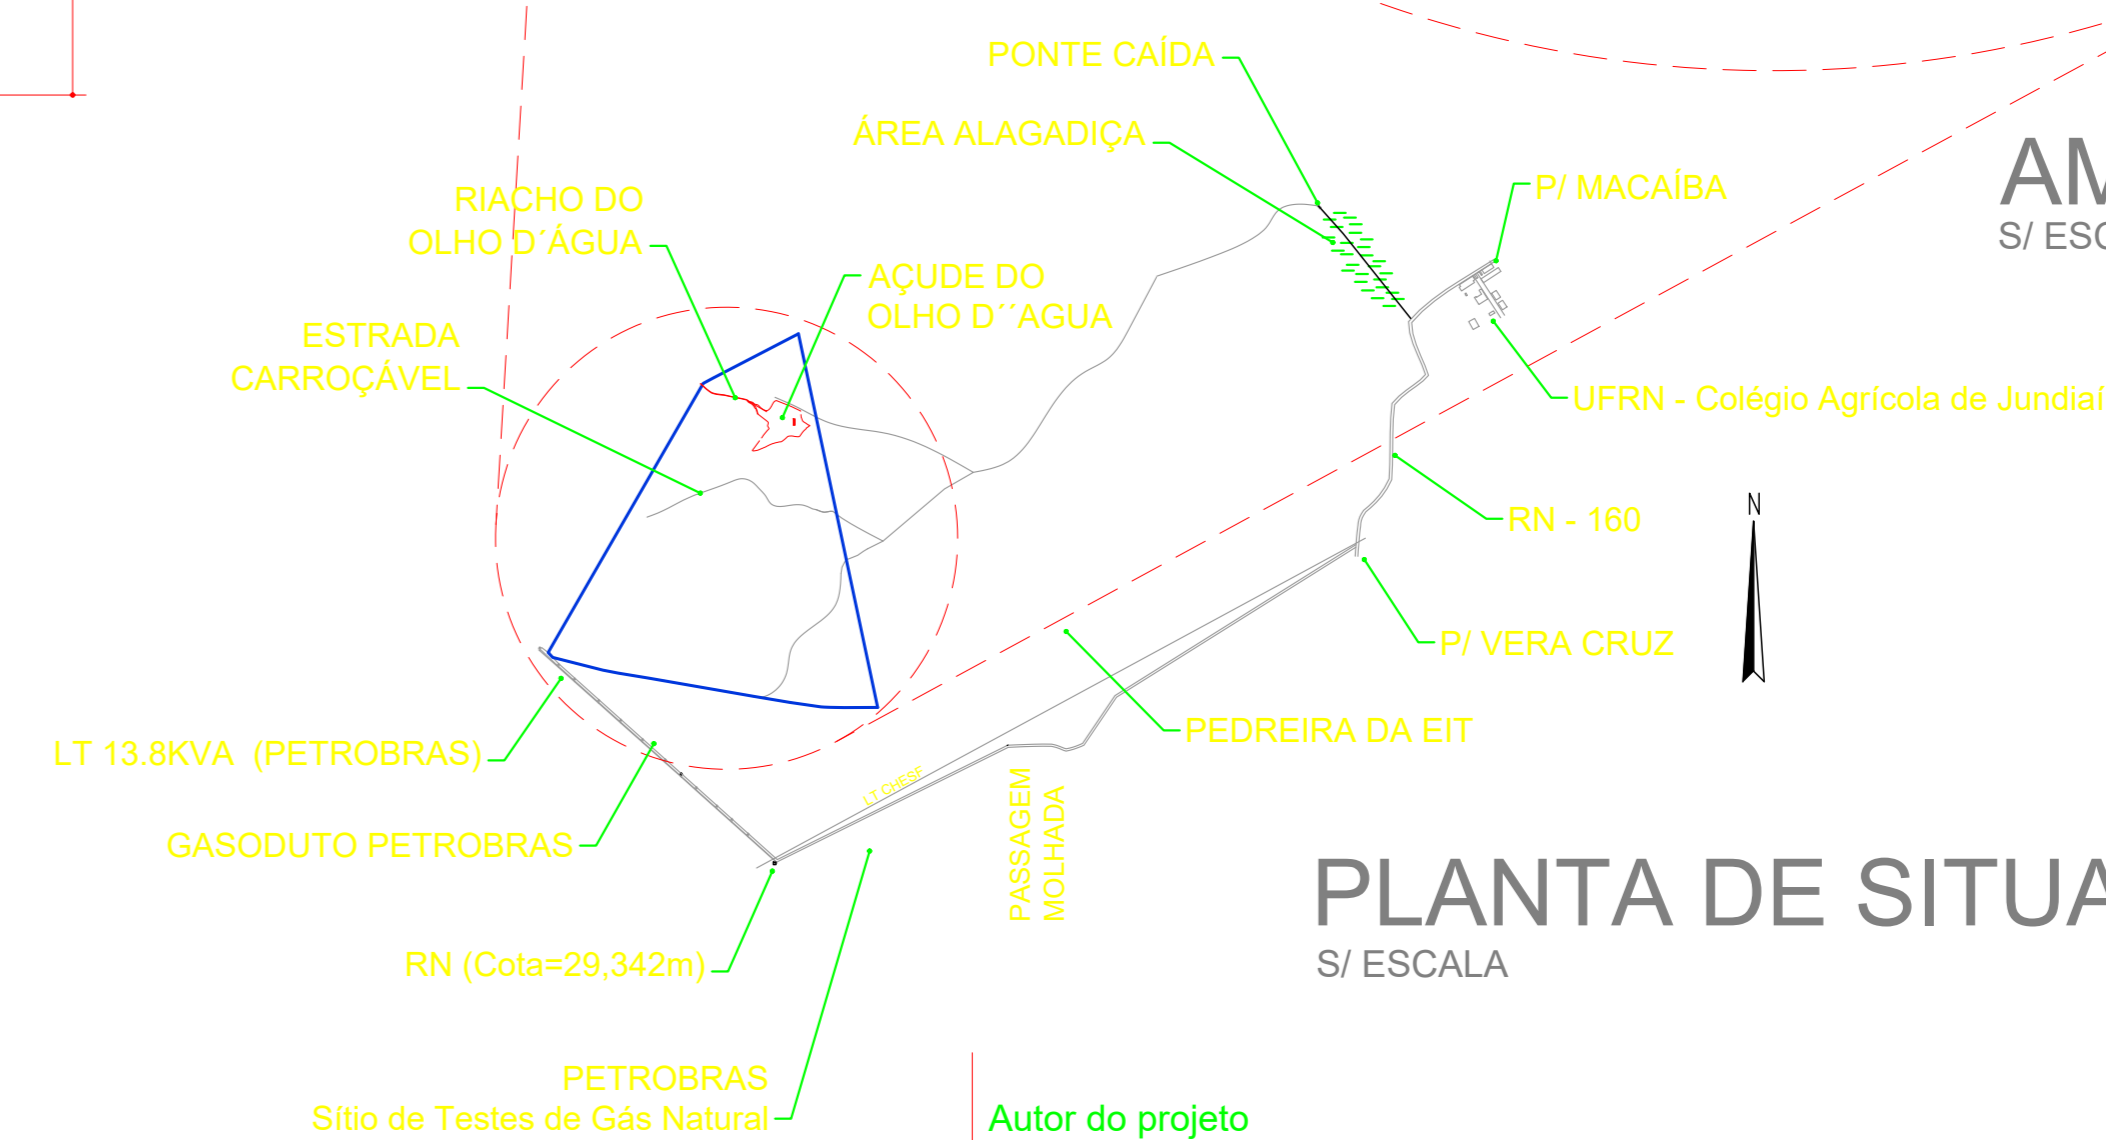 PONTE CAÍDA
ÁREA ALAGADIÇA
P/ MACAÍBA
AM
S/ ESC
RIACHO DO
OLHO D´ÁGUA
AÇUDE DO
OLHO D´´AGUA
ESTRADA
CARROÇÁVEL
UFRN - Colégio Agrícola de Jundiaí
N
RN - 160
P/ VERA CRUZ
PEDREIRA DA EIT
LT 13.8KVA (PETROBRAS)
LT CHESF
PASSAGEM
MOLHADA
GASODUTO PETROBRAS
PLANTA DE SITUA
S/ ESCALA
RN (Cota=29,342m)
PETROBRAS
Sítio de Testes de Gás Natural
Autor do projeto